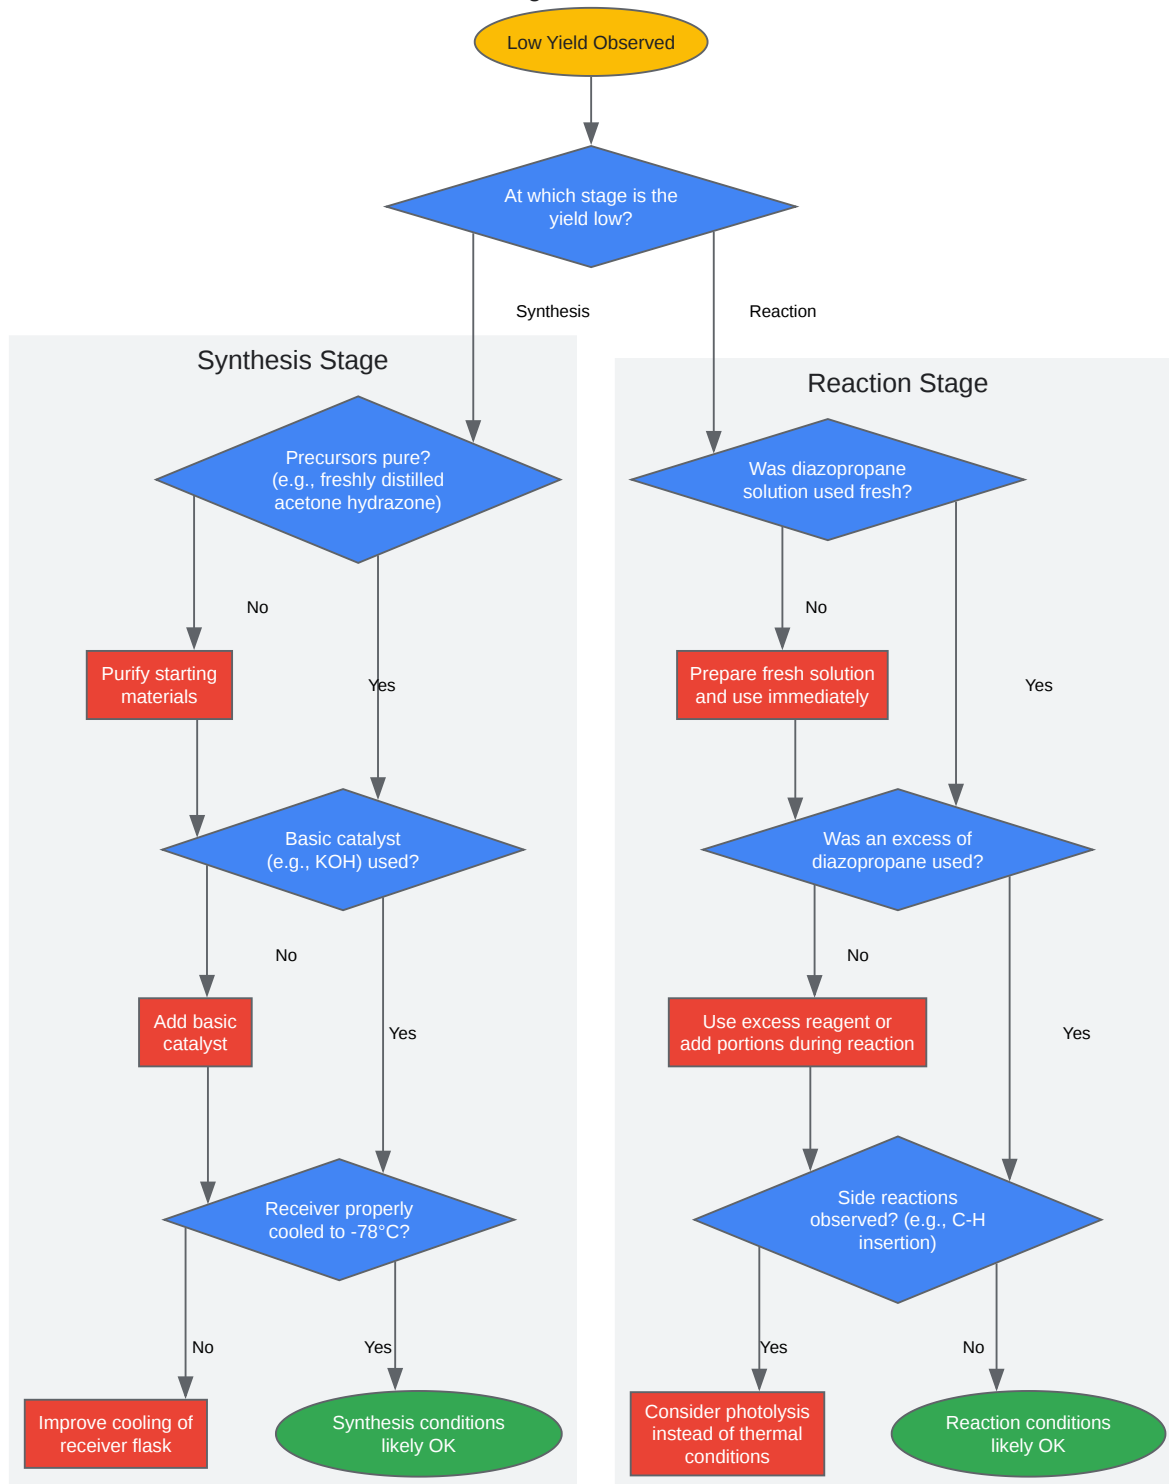 Low Yield Observed
At which stage is the
yield low?
Synthesis
Reaction
Synthesis Stage
Precursors pure?
(e.g., freshly distilled
acetone hydrazone)
No
Purify starting
materials
Yes
Basic catalyst
(e.g., KOH) used?
No
Add basic
catalyst
Yes
Receiver properly
cooled to -78°C?
No
Yes
Improve cooling of
receiver flask
Synthesis conditions
likely OK
Reaction Stage
Was diazopropane
solution used fresh?
No
Prepare fresh solution
and use immediately
Yes
Was an excess of
diazopropane used?
No
Use excess reagent or
add portions during reaction
Yes
Side reactions
observed? (e.g., C-H
insertion)
Yes
No
Consider photolysis
instead of thermal
conditions
Reaction conditions
likely OK